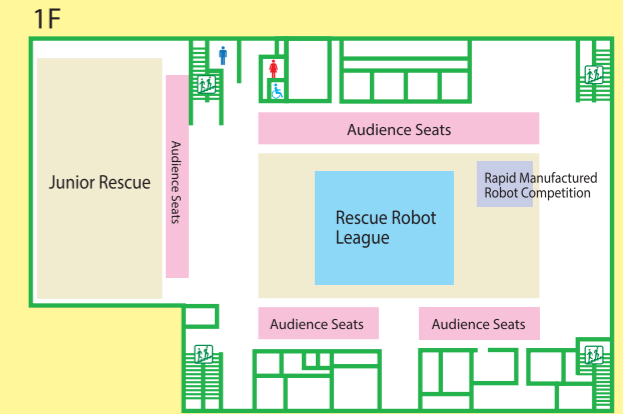 1F
Audience Seats
Junior Rescue
Audience Seats
Rapid Manufactured
Robot Competition
Rescue Robot
League
Audience Seats
Audience Seats